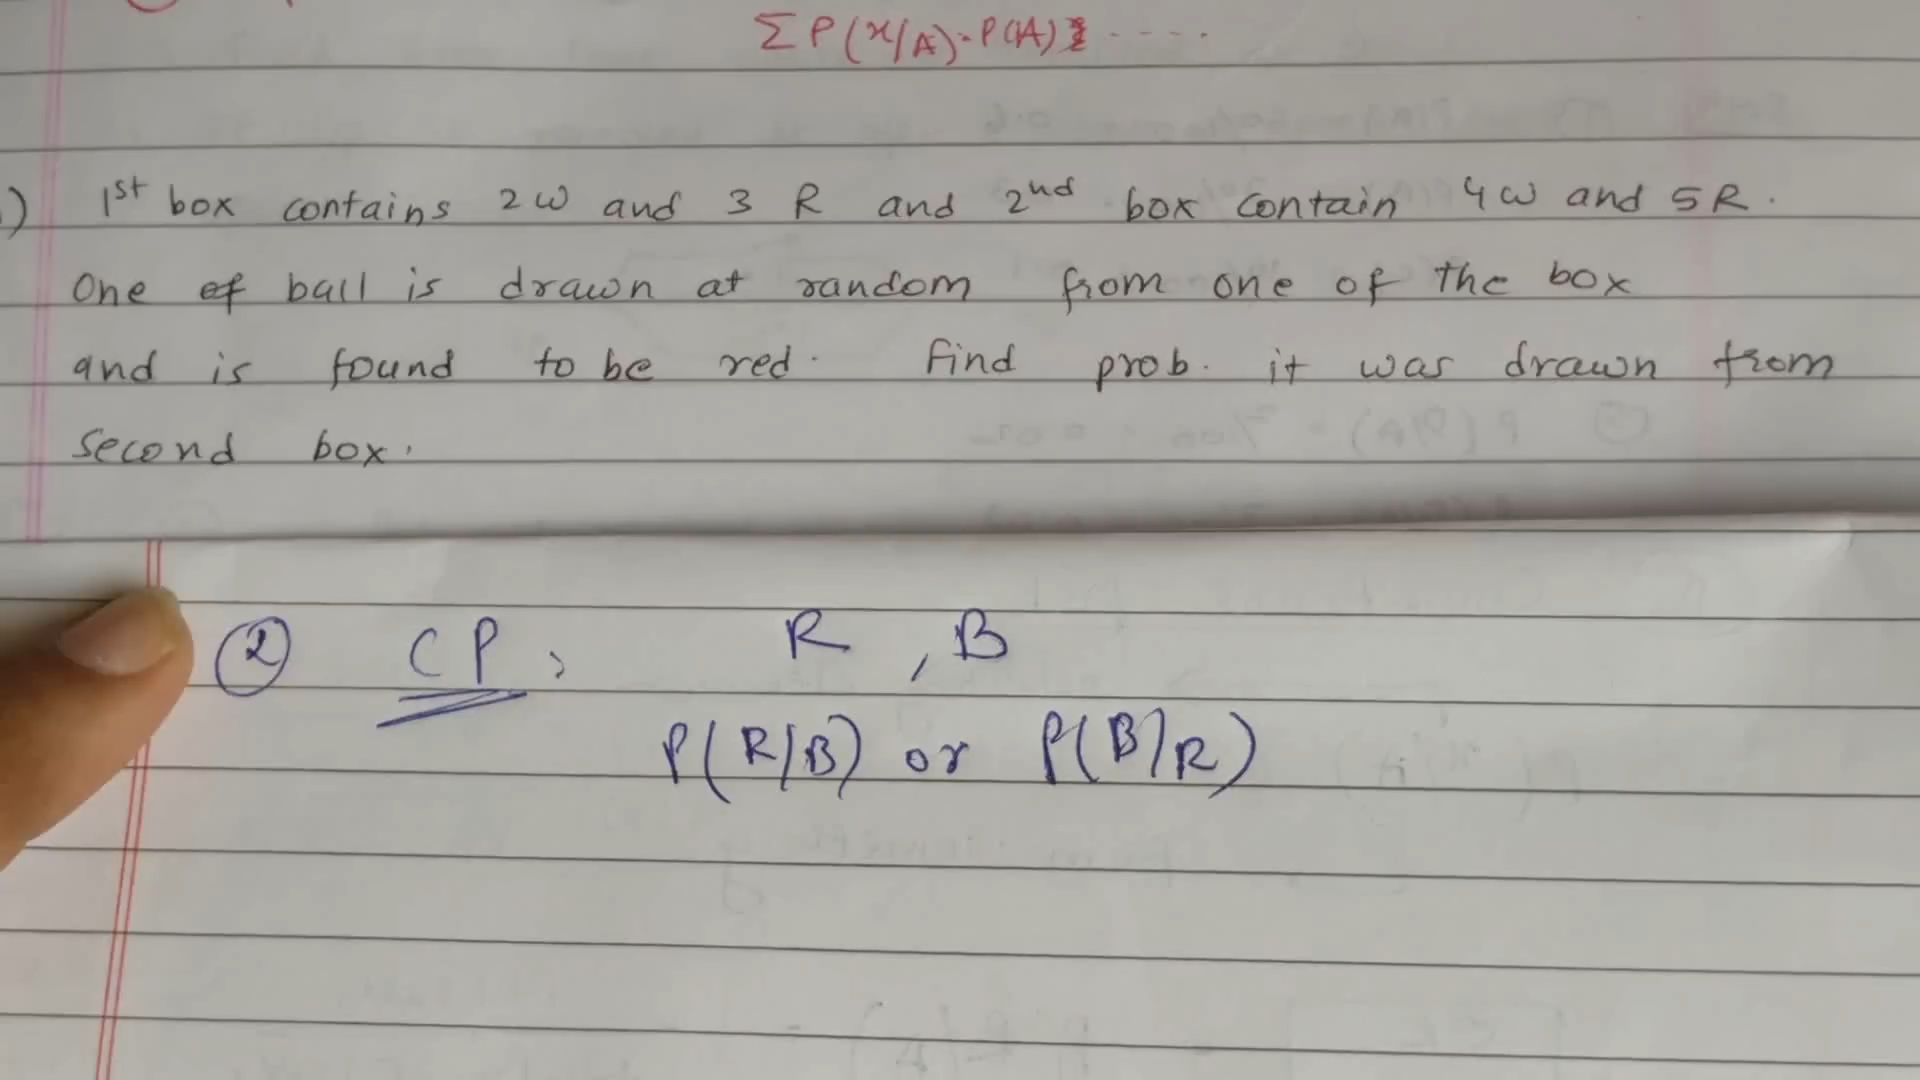 Σ P(x/A)·P(A) ·····
1st box contains 2W and 3 R and 2nd box contain 4W and 5R.
One of ball is drawn at random from one of the box
and is found to be red. Find prob. it was drawn from
second box.
② CP, R, B
P(R/B) or P(B/R)